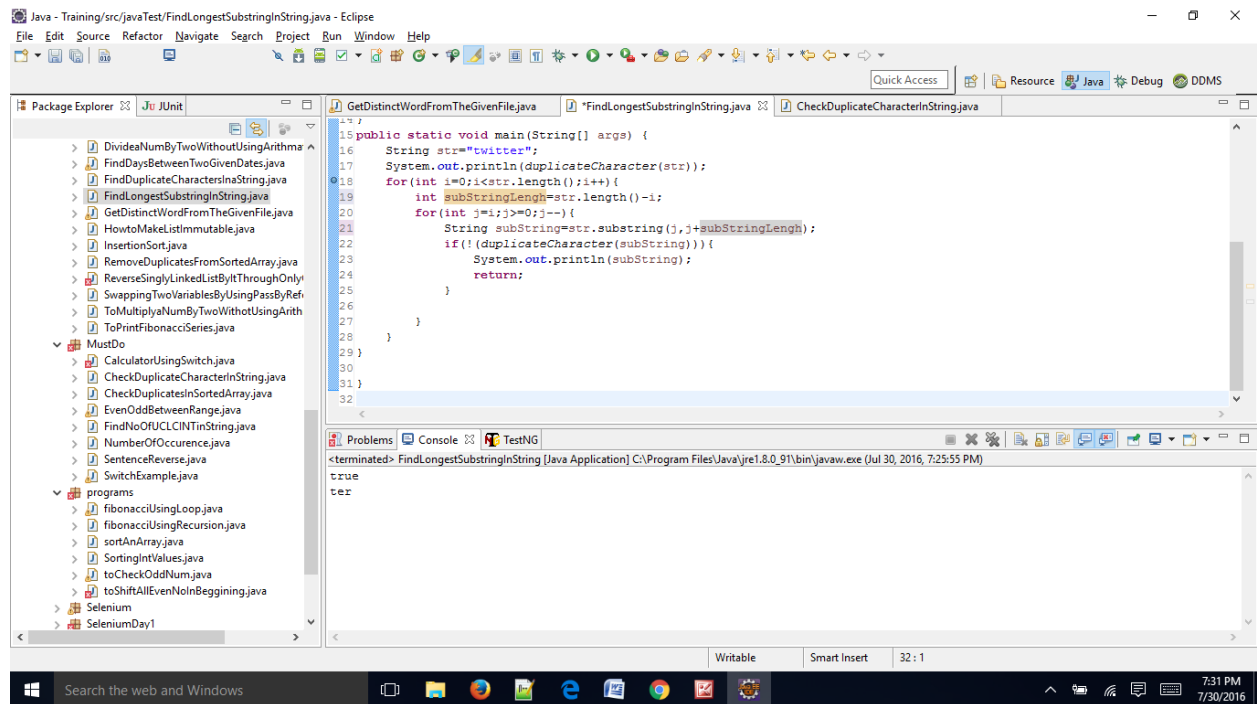 Java - Training/src/javaTest/FindLongestSubstringInString.java - Eclipse
File Edit Source Refactor Navigate Search Project Run Window Help
Quick Access
Resource Java Debug DDMS
Package Explorer JUnit
DivideaNumByTwoWithoutUsingArithmat
FindDaysBetweenTwoGivenDates.java
FindDuplicateCharactersInaString.java
FindLongestSubstringInString.java
GetDistinctWordFromTheGivenFile.java
HowtoMakeListImmutable.java
InsertionSort.java
RemoveDuplicatesFromSortedArray.java
ReverseSinglyLinkedListByItThroughOnly
SwappingTwoVariablesByUsingPassByRef
ToMultiplyaNumByTwoWithotUsingArith
ToPrintFibonacciSeries.java
MustDo
CalculatorUsingSwitch.java
CheckDuplicateCharacterInString.java
CheckDuplicatesInSortedArray.java
EvenOddBetweenRange.java
FindNoOfUCLCINTinString.java
NumberOfOccurence.java
SentenceReverse.java
SwitchExample.java
programs
fibonacciUsingLoop.java
fibonacciUsingRecursion.java
sortAnArray.java
SortingIntValues.java
toCheckOddNum.java
toShiftAllEvenNoInBeggining.java
Selenium
SeleniumDay1
GetDistinctWordFromTheGivenFile.java *FindLongestSubstringInString.java CheckDuplicateCharacterInString.java
14 }
15 public static void main(String[] args) {
16 String str="twitter";
17 System.out.println(duplicateCharacter(str));
18 for(int i=0;i<str.length();i++){
19 int subStringLengh=str.length()-i;
20 for(int j=i;j>=0;j--){
21 String subString=str.substring(j,j+subStringLengh);
22 if(!(duplicateCharacter(subString))){
23 System.out.println(subString);
24 return;
25 }
26
27 }
28 }
29 }
30
31 }
32
Problems Console TestNG
<terminated> FindLongestSubstringInString [Java Application] C:\Program Files\Java\jre1.8.0_91\bin\javaw.exe (Jul 30, 2016, 7:25:55 PM)
true
ter
Writable Smart Insert 32 : 1
Search the web and Windows
7:31 PM
7/30/2016